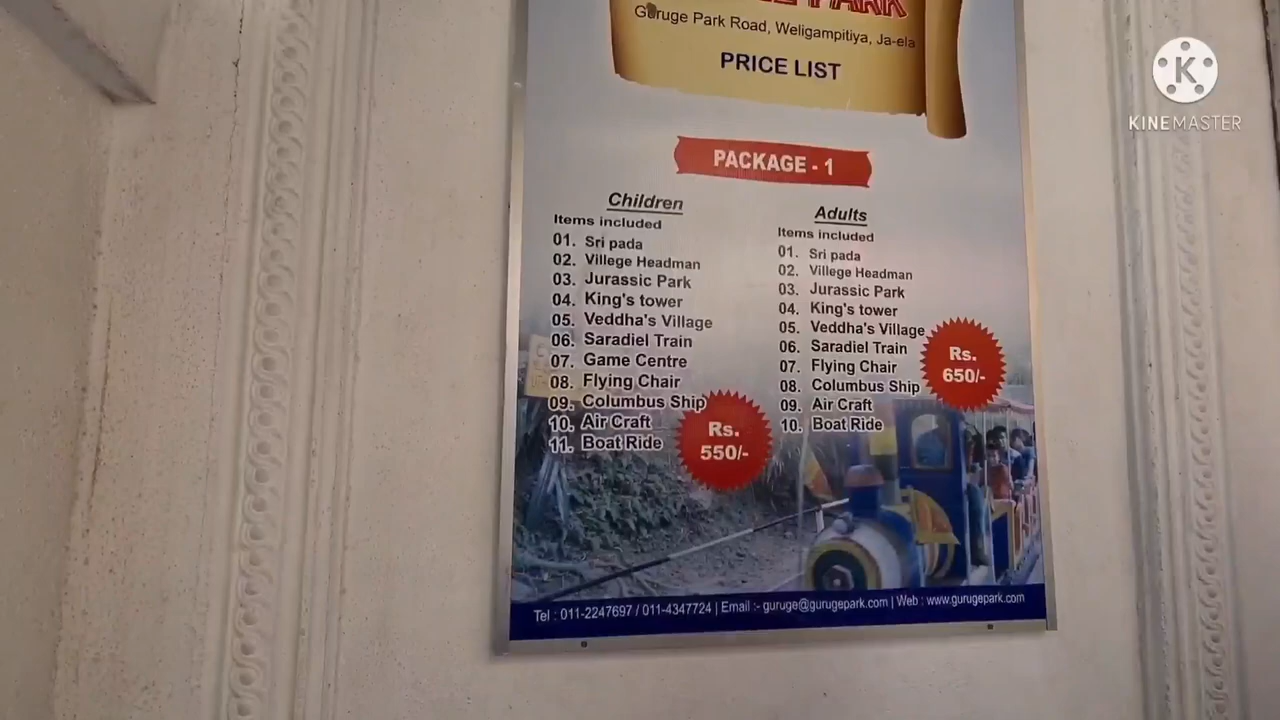 PARK
Guruge Park Road, Weligampitiya, Ja-ela
PRICE LIST
PACKAGE - 1
Children
Items included
01. Sri pada
02. Villege Headman
03. Jurassic Park
04. King's tower
05. Veddha's Village
06. Saradiel Train
07. Game Centre
08. Flying Chair
09. Columbus Ship
10. Air Craft
11. Boat Ride
Rs.
550/-
Adults
Items included
01. Sri pada
02. Villege Headman
03. Jurassic Park
04. King's tower
05. Veddha's Village
06. Saradiel Train
07. Flying Chair
08. Columbus Ship
09. Air Craft
10. Boat Ride
Rs.
650/-
Tel : 011-2247697 / 011-4347724 | Email :- guruge@gurugepark.com | Web : www.gurugepark.com
K
KINEMASTER